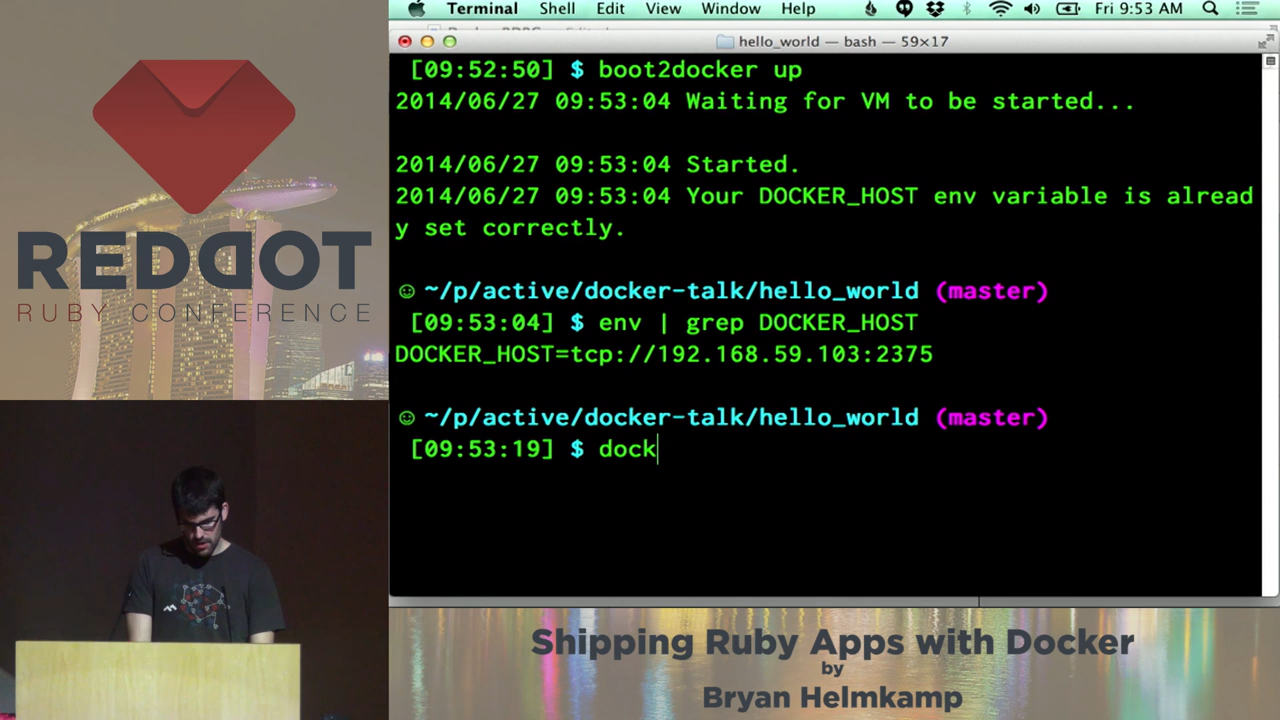 REDDOT
RUBY CONFERENCE
Terminal Shell Edit View Window Help Fri 9:53 AM
hello_world — bash — 59×17
[09:52:50] $ boot2docker up
2014/06/27 09:53:04 Waiting for VM to be started...
2014/06/27 09:53:04 Started.
2014/06/27 09:53:04 Your DOCKER_HOST env variable is alread
y set correctly.
~/p/active/docker-talk/hello_world (master)
[09:53:04] $ env | grep DOCKER_HOST
DOCKER_HOST=tcp://192.168.59.103:2375
~/p/active/docker-talk/hello_world (master)
[09:53:19] $ dock
Shipping Ruby Apps with Docker
by
Bryan Helmkamp